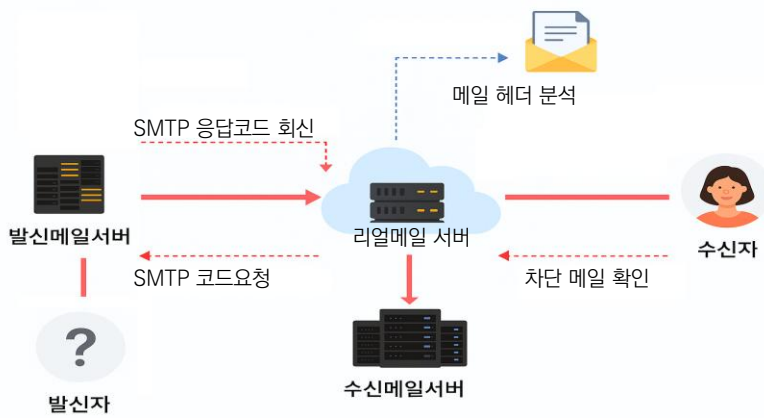 메일 헤더 분석
SMTP 응답코드 회신
발신메일서버
리얼메일 서버
수신자
SMTP 코드요청
차단 메일 확인
?
수신메일서버
발신자